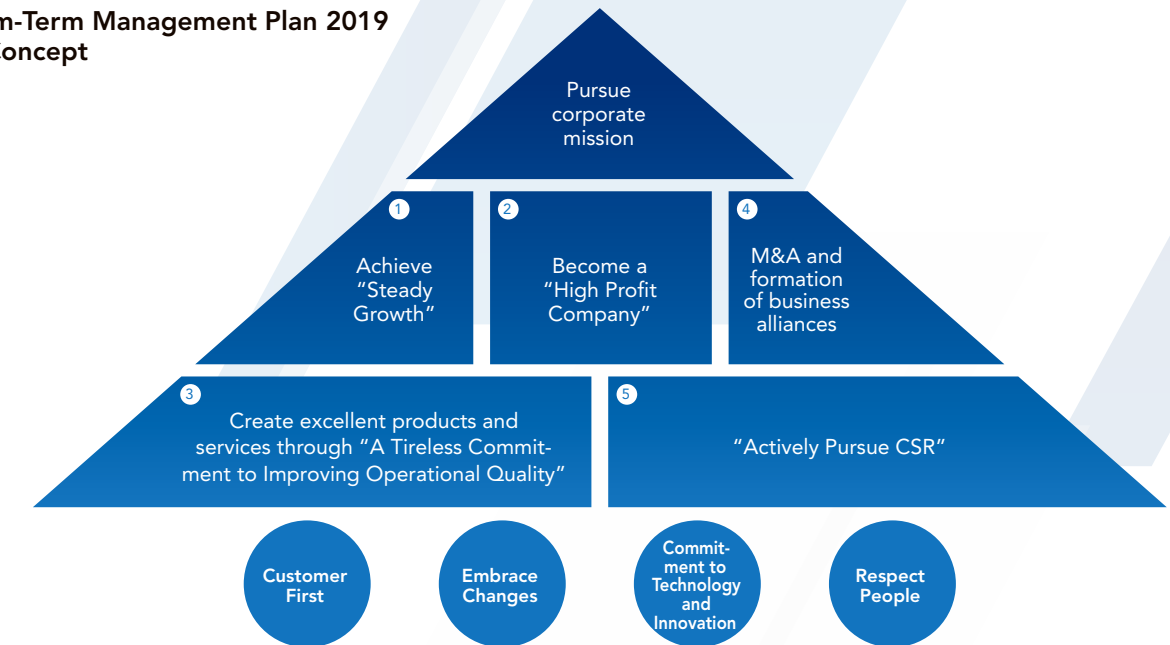 m-Term Management Plan 2019
Concept
Pursue
corporate
mission
1
Achieve
“Steady
Growth”
2
Become a
“High Profit
Company”
4
M&A and
formation
of business
alliances
3
Create excellent products and
services through “A Tireless Commit-
ment to Improving Operational Quality”
5
“Actively Pursue CSR”
Customer
First
Embrace
Changes
Commit-
ment to
Technology
and
Innovation
Respect
People